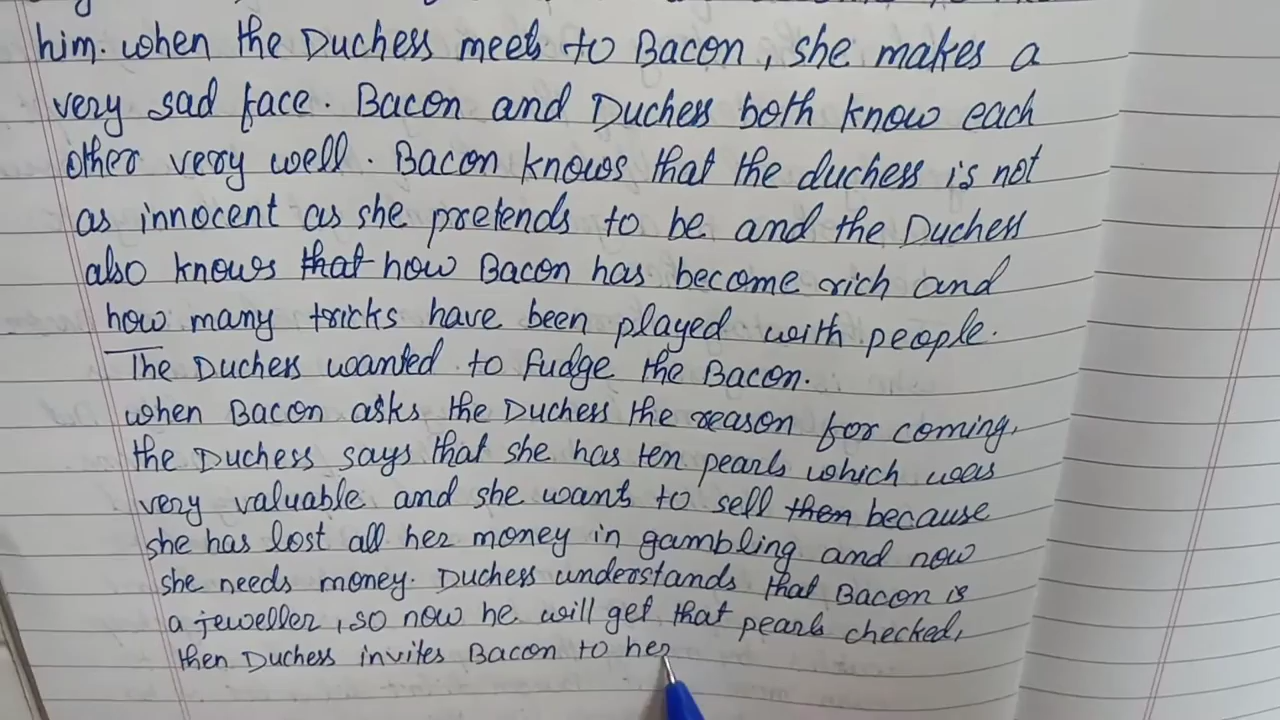 him. when the Duchess meets to Bacon, she makes a
very sad face. Bacon and Duchess both know each
other very well. Bacon knows that the duchess is not
as innocent as she pretends to be and the Duchess
also knows that how Bacon has become rich and
how many tricks have been played with people.
The Duchess wanted to fudge the Bacon.
when Bacon asks the Duchess the reason for coming,
the Duchess says that she has ten pearls which was
very valuable and she wants to sell them because
she has lost all her money in gambling and now
she needs money. Duchess understands that Bacon is
a jeweller, so now he will get that pearls checked,
then Duchess invites Bacon to her